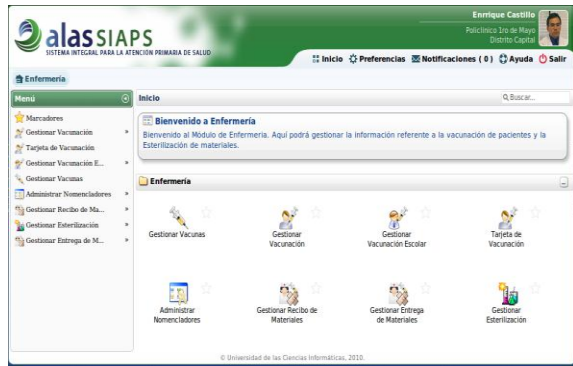 alas SIAPS
SISTEMA INTEGRAL PARA LA ATENCIÓN PRIMARIA DE SALUD
Enrrique Castillo
Policlínico 1ro de Mayo
Distrito Capital
Inicio Preferencias Notificaciones ( 0 ) Ayuda Salir
Enfermería
Menú
Marcadores
Gestionar Vacunación
Tarjeta de Vacunación
Gestionar Vacunación E...
Gestionar Vacunas
Administrar Nomencladores
Gestionar Recibo de Ma...
Gestionar Esterilización
Gestionar Entrega de M...
Inicio
Buscar...
Bienvenido a Enfermería
Bienvenido al Módulo de Enfermería. Aquí podrá gestionar la información referente a la vacunación de pacientes y la
Esterilización de materiales.
Enfermería
Gestionar Vacunas
Gestionar
Vacunación
Gestionar
Vacunación Escolar
Tarjeta de
Vacunación
Administrar
Nomencladores
Gestionar Recibo de
Materiales
Gestionar Entrega
de Materiales
Gestionar
Esterilización
© Universidad de las Ciencias Informáticas, 2010.